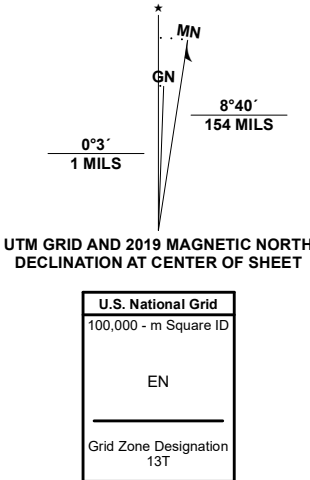 ★
MN
GN
8°40´
154 MILS
0°3´
1 MILS
UTM GRID AND 2019 MAGNETIC NORTH
DECLINATION AT CENTER OF SHEET
U.S. National Grid
100,000 - m Square ID
EN
Grid Zone Designation
13T